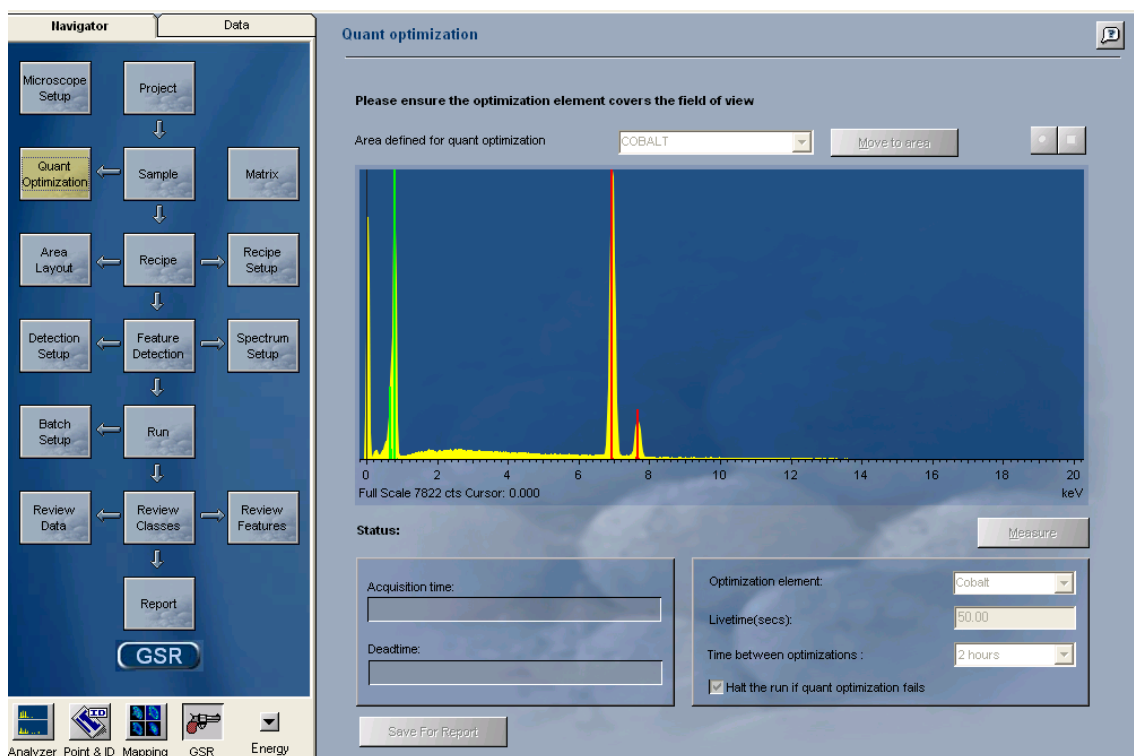 Navigator
Data
Microscope
Setup
Project
Quant
Optimization
Sample
Matrix
Area
Layout
Recipe
Recipe
Setup
Detection
Setup
Feature
Detection
Spectrum
Setup
Batch
Setup
Run
Review
Data
Review
Classes
Review
Features
Report
GSR
Analyzer Point & ID Mapping GSR Energy
ID
Quant optimization
Please ensure the optimization element covers the field of view
Area defined for quant optimization COBALT Move to area
0 2 4 6 8 10 12 14 16 18 20
Full Scale 7822 cts Cursor: 0.000 keV
Status: Measure
Acquisition time:
Deadtime:
Optimization element: Cobalt
Livetime(secs): 50.00
Time between optimizations : 2 hours
Halt the run if quant optimization fails
Save For Report